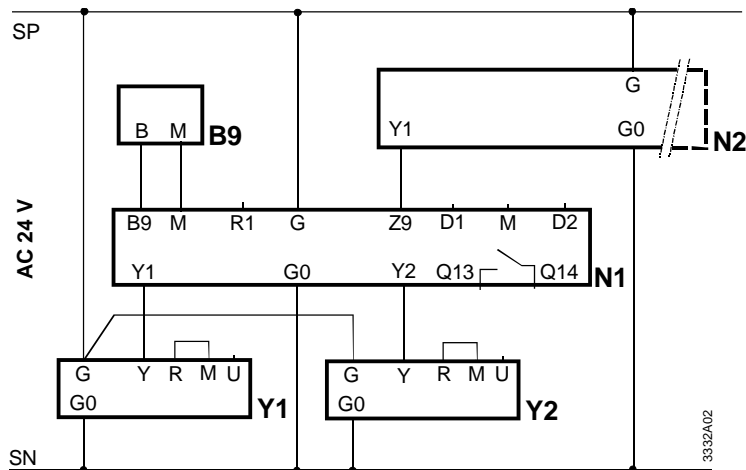 SP
G
B M B9
Y1 G0 N2
B9 M R1 G Z9 D1 M D2
AC 24 V
Y1 G0 Y2 Q13 Q14 N1
G Y R M U
G0 Y1
G Y R M U
G0 Y2
SN
3332A02